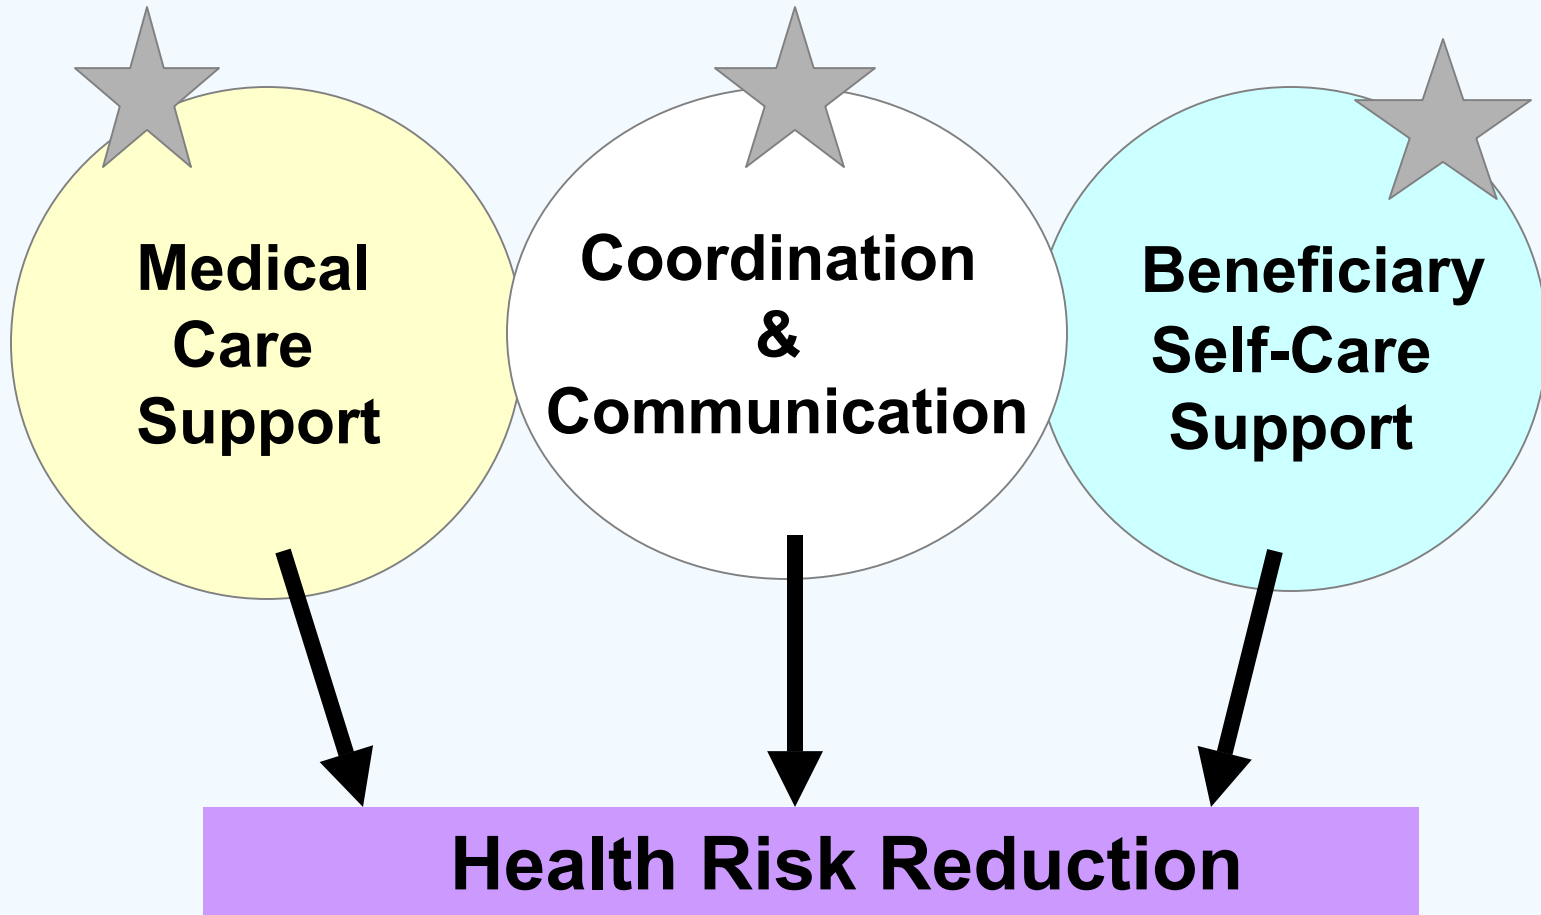 Medical
Care
Support
Coordination
&
Communication
Beneficiary
Self-Care
Support
Health Risk Reduction